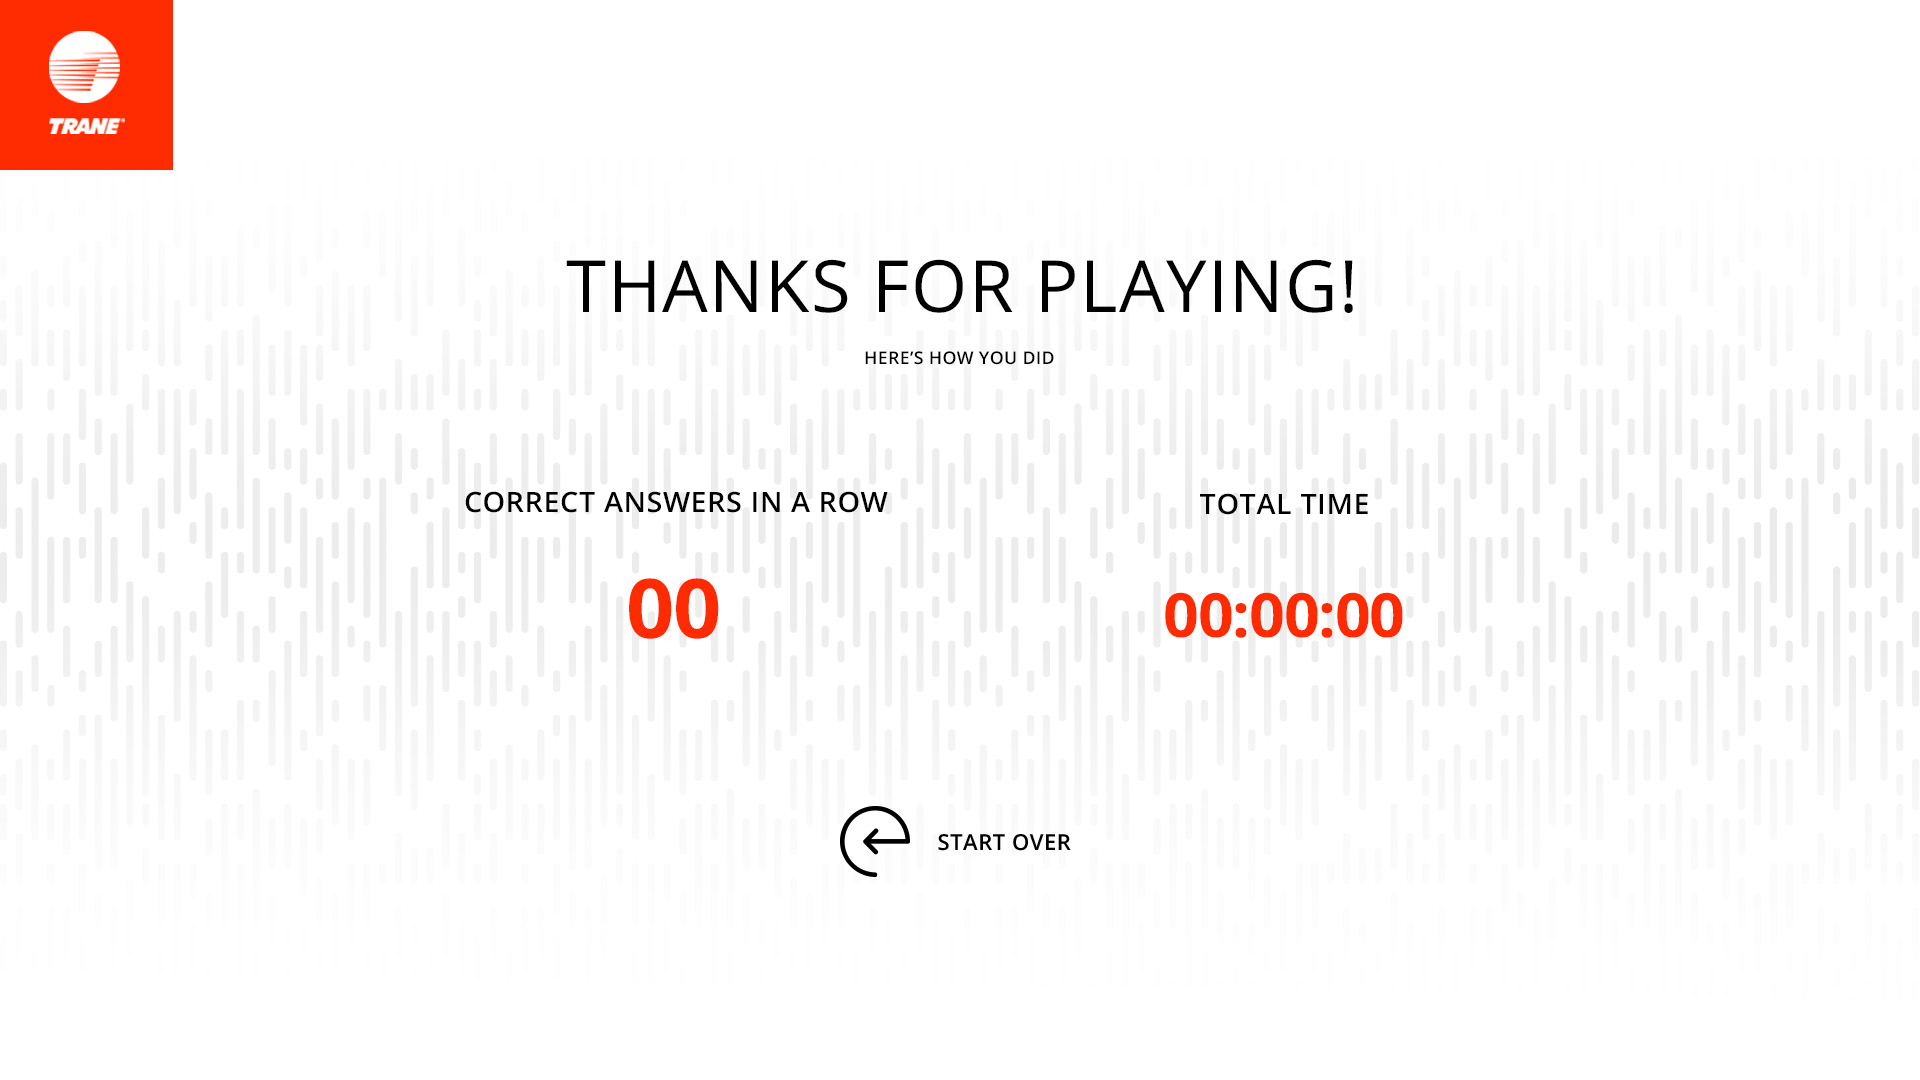 TRANE
THANKS FOR PLAYING!
HERE'S HOW YOU DID
CORRECT ANSWERS IN A ROW
TOTAL TIME
00
00:00:00
START OVER